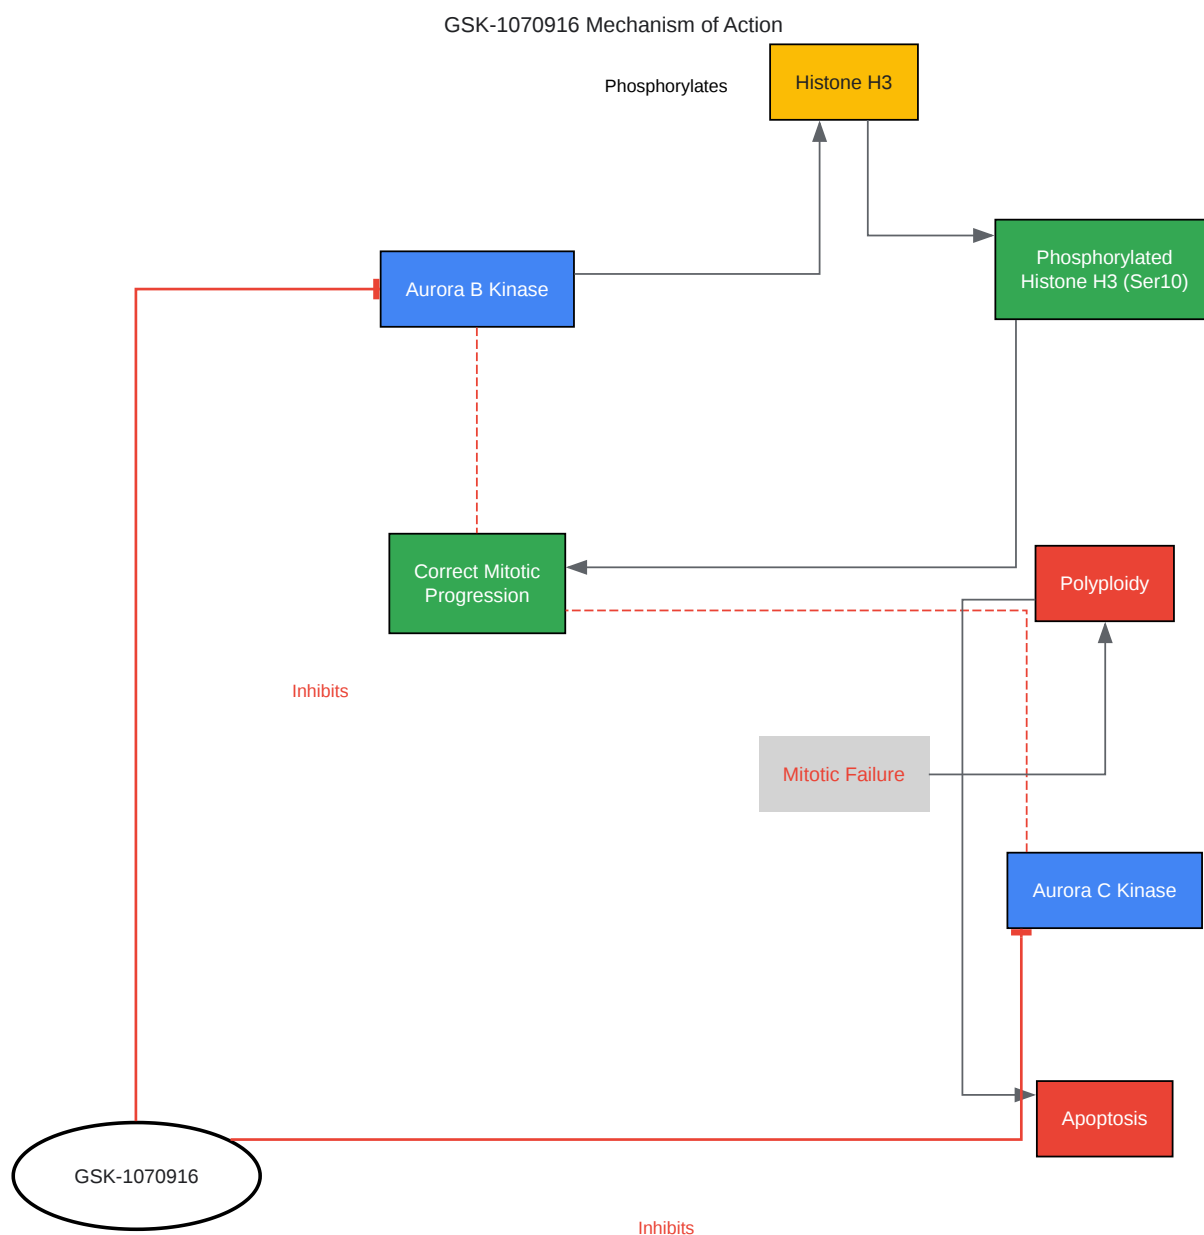 GSK-1070916 Mechanism of Action
Phosphorylates
Histone H3
Phosphorylated
Histone H3 (Ser10)
Aurora B Kinase
Correct Mitotic
Progression
Polyploidy
Inhibits
Mitotic Failure
Aurora C Kinase
Apoptosis
GSK-1070916
Inhibits